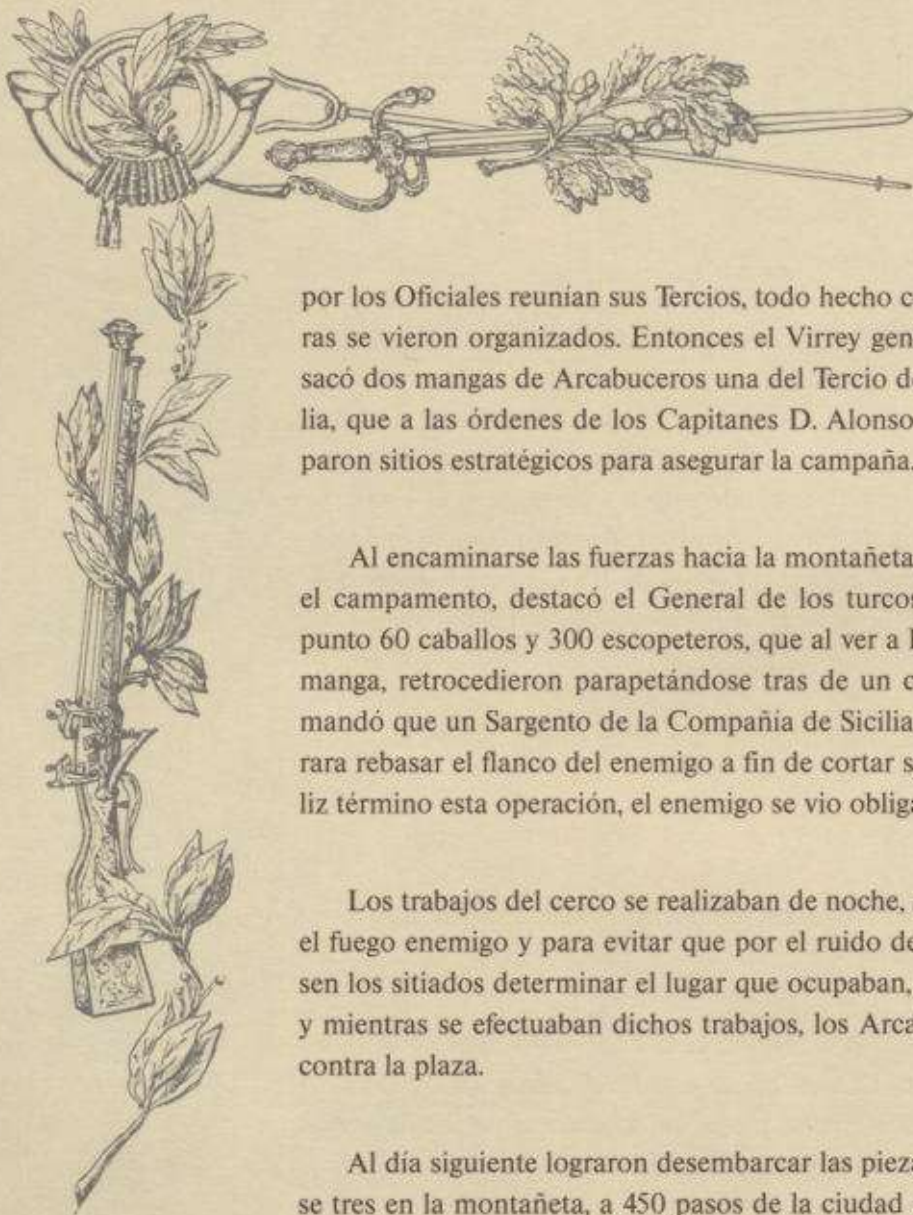 por los Oficiales reunían sus Tercios, todo hecho c
ras se vieron organizados. Entonces el Virrey gen
sacó dos mangas de Arcabuceros una del Tercio de
lia, que a las órdenes de los Capitanes D. Alonso
paron sitios estratégicos para asegurar la campaña.
Al encaminarse las fuerzas hacia la montañeta
el campamento, destacó el General de los turcos
punto 60 caballos y 300 escopeteros, que al ver a l
manga, retrocedieron parapetándose tras de un c
mandó que un Sargento de la Compañía de Sicilia
rara rebasar el flanco del enemigo a fin de cortar s
liz término esta operación, el enemigo se vio obliga
Los trabajos del cerco se realizaban de noche,
el fuego enemigo y para evitar que por el ruido de
sen los sitiados determinar el lugar que ocupaban,
y mientras se efectuaban dichos trabajos, los Arca
contra la plaza.
Al día siguiente lograron desembarcar las pieza
se tres en la montañeta, a 450 pasos de la ciudad